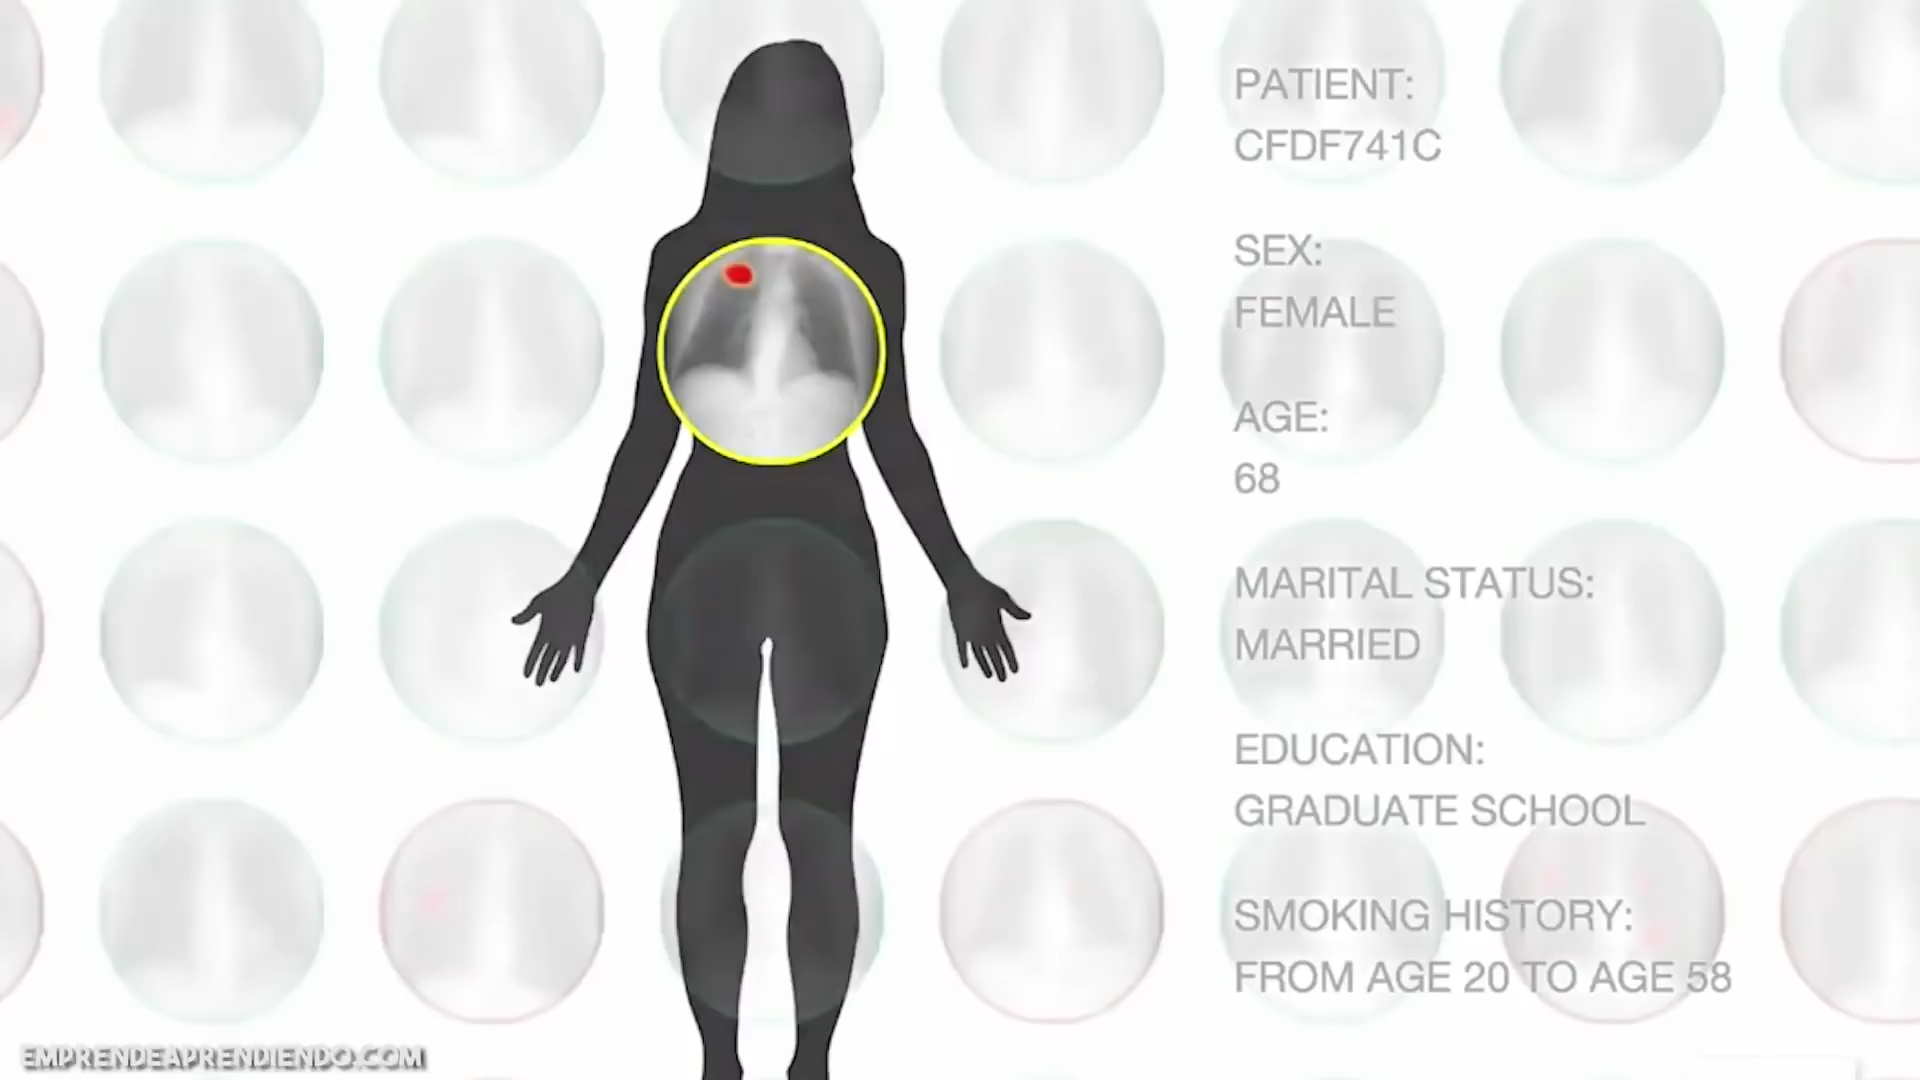 PATIENT:
CFDF741C
SEX:
FEMALE
AGE:
68
MARITAL STATUS:
MARRIED
EDUCATION:
GRADUATE SCHOOL
SMOKING HISTORY:
FROM AGE 20 TO AGE 58
EMPRENDEAPRENDIENDO.COM